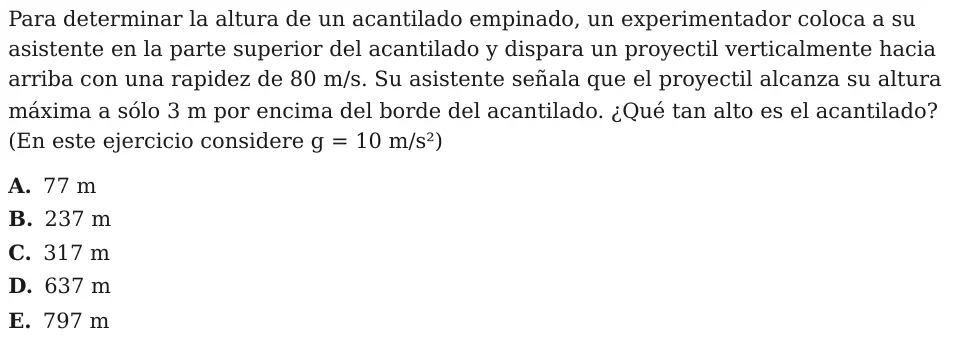 Para determinar la altura de un acantilado empinado, un experimentador coloca a su
asistente en la parte superior del acantilado y dispara un proyectil verticalmente hacia
arriba con una rapidez de 80 m/s. Su asistente señala que el proyectil alcanza su altura
máxima a sólo 3 m por encima del borde del acantilado. ¿Qué tan alto es el acantilado?
(En este ejercicio considere g = 10 m/s²)
A. 77 m
B. 237 m
C. 317 m
D. 637 m
E. 797 m